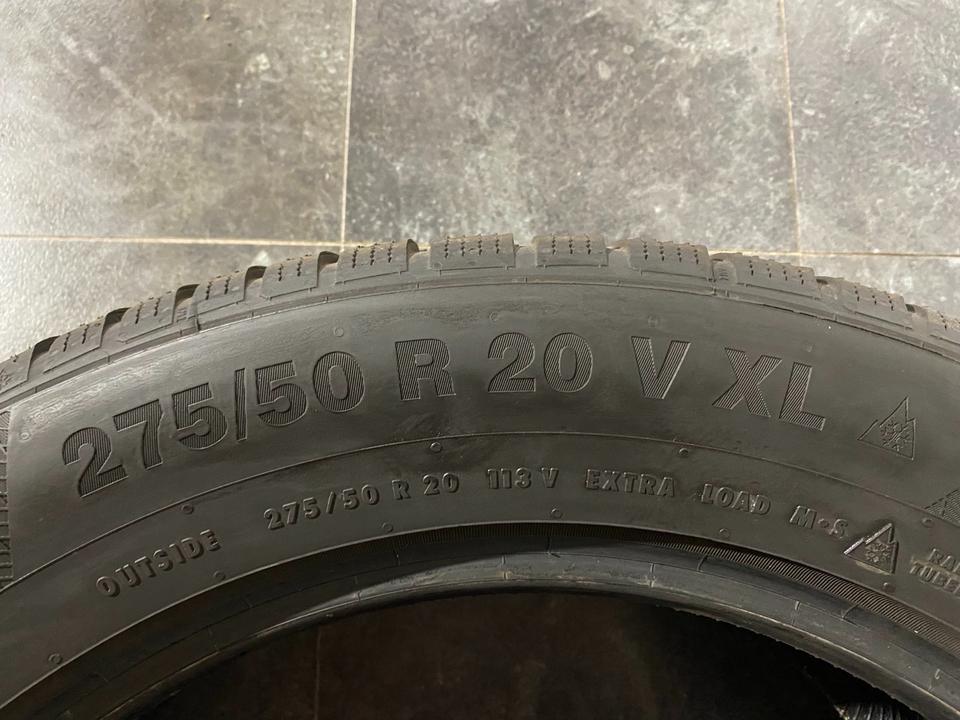 275/50 R 20 V XL
OUTSIDE 275/50 R 20 113 V EXTRA LOAD M•S